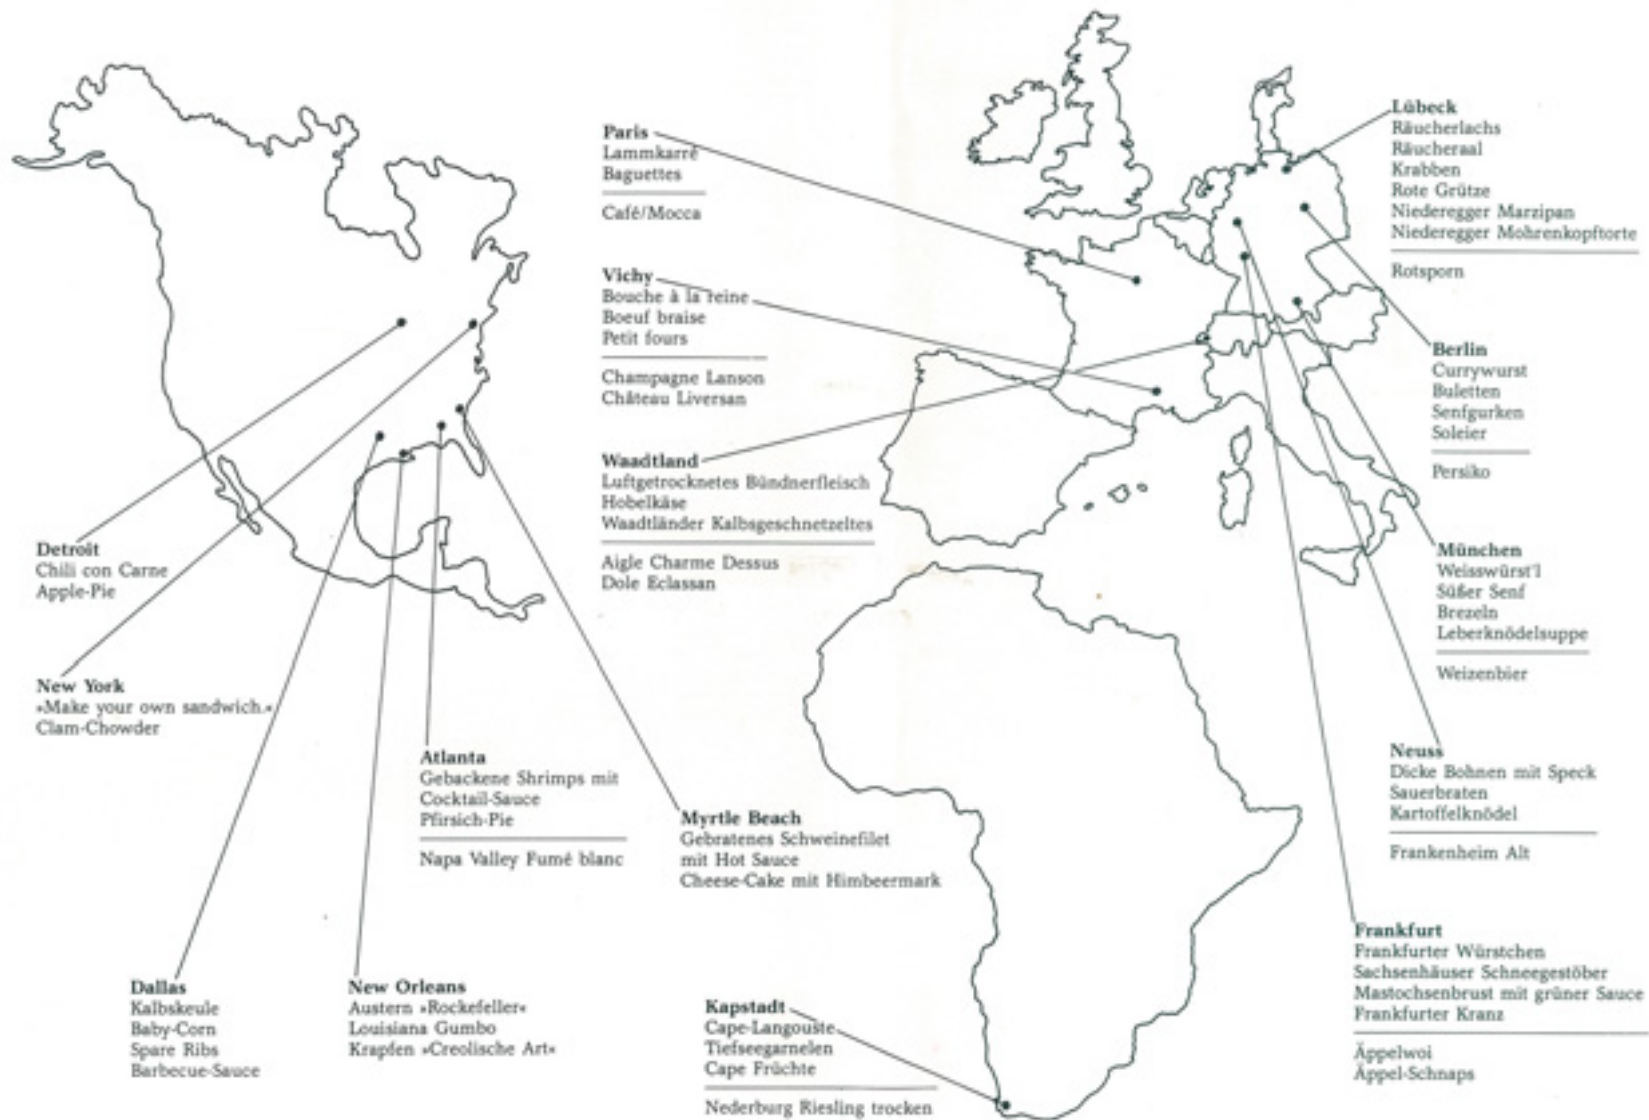 Detroit
Chili con Carne
Apple-Pie
New York
»Make your own sandwich.«
Clam-Chowder
Dallas
Kalbskeule
Baby-Corn
Spare Ribs
Barbecue-Sauce
New Orleans
Austern »Rockefeller«
Louisiana Gumbo
Krapfen »Creolische Art«
Atlanta
Gebackene Shrimps mit
Cocktail-Sauce
Pfirsich-Pie
Napa Valley Fumé blanc
Myrtle Beach
Gebratenes Schweinefilet
mit Hot Sauce
Cheese-Cake mit Himbeermark
Paris
Lammkarré
Baguettes
Café/Mocca
Vichy
Bouche à la reine
Boeuf braise
Petit fours
Champagne Lanson
Château Liversan
Waadtland
Luftgetrocknetes Bündnerfleisch
Hobelkäse
Waadtländer Kalbsgeschnetzeltes
Aigle Charme Dessus
Dole Eclassan
Kapstadt
Cape-Langouste
Tiefseegarnelen
Cape Früchte
Nederburg Riesling trocken
Lübeck
Räucherlachs
Räucheraal
Krabben
Rote Grütze
Niederegger Marzipan
Niederegger Mohrenkopftorte
Rotsporn
Berlin
Currywurst
Buletten
Senfgurken
Soleier
Persiko
München
Weisswürst'l
Süßer Senf
Brezeln
Leberknödelsuppe
Weizenbier
Neuss
Dicke Bohnen mit Speck
Sauerbraten
Kartoffelknödel
Frankenheim Alt
Frankfurt
Frankfurter Würstchen
Sachsenhäuser Schneegestöber
Mastochsenbrust mit grüner Sauce
Frankfurter Kranz
Äppelwoi
Äppel-Schnaps